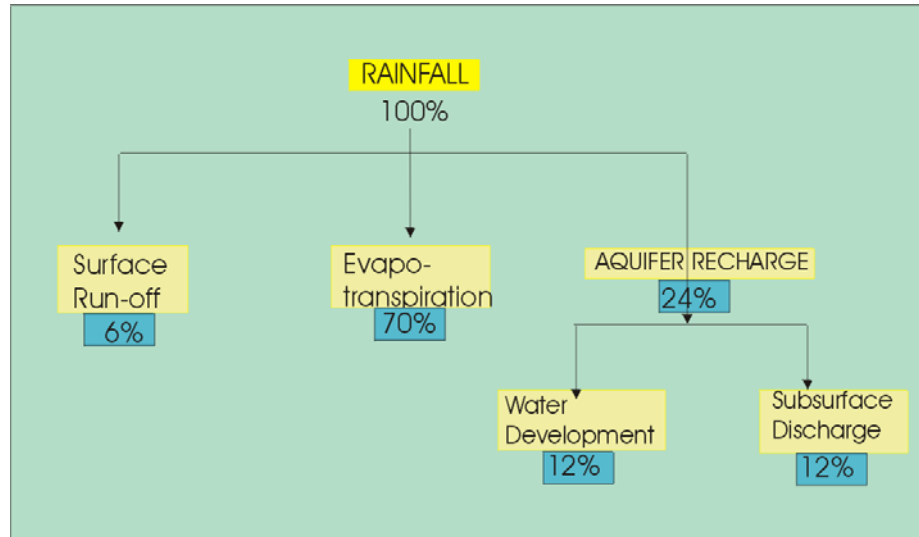 RAINFALL
100%
Surface
Run-off
6%
Evapo-
transpiration
70%
AQUIFER RECHARGE
24%
Water
Development
12%
Subsurface
Discharge
12%